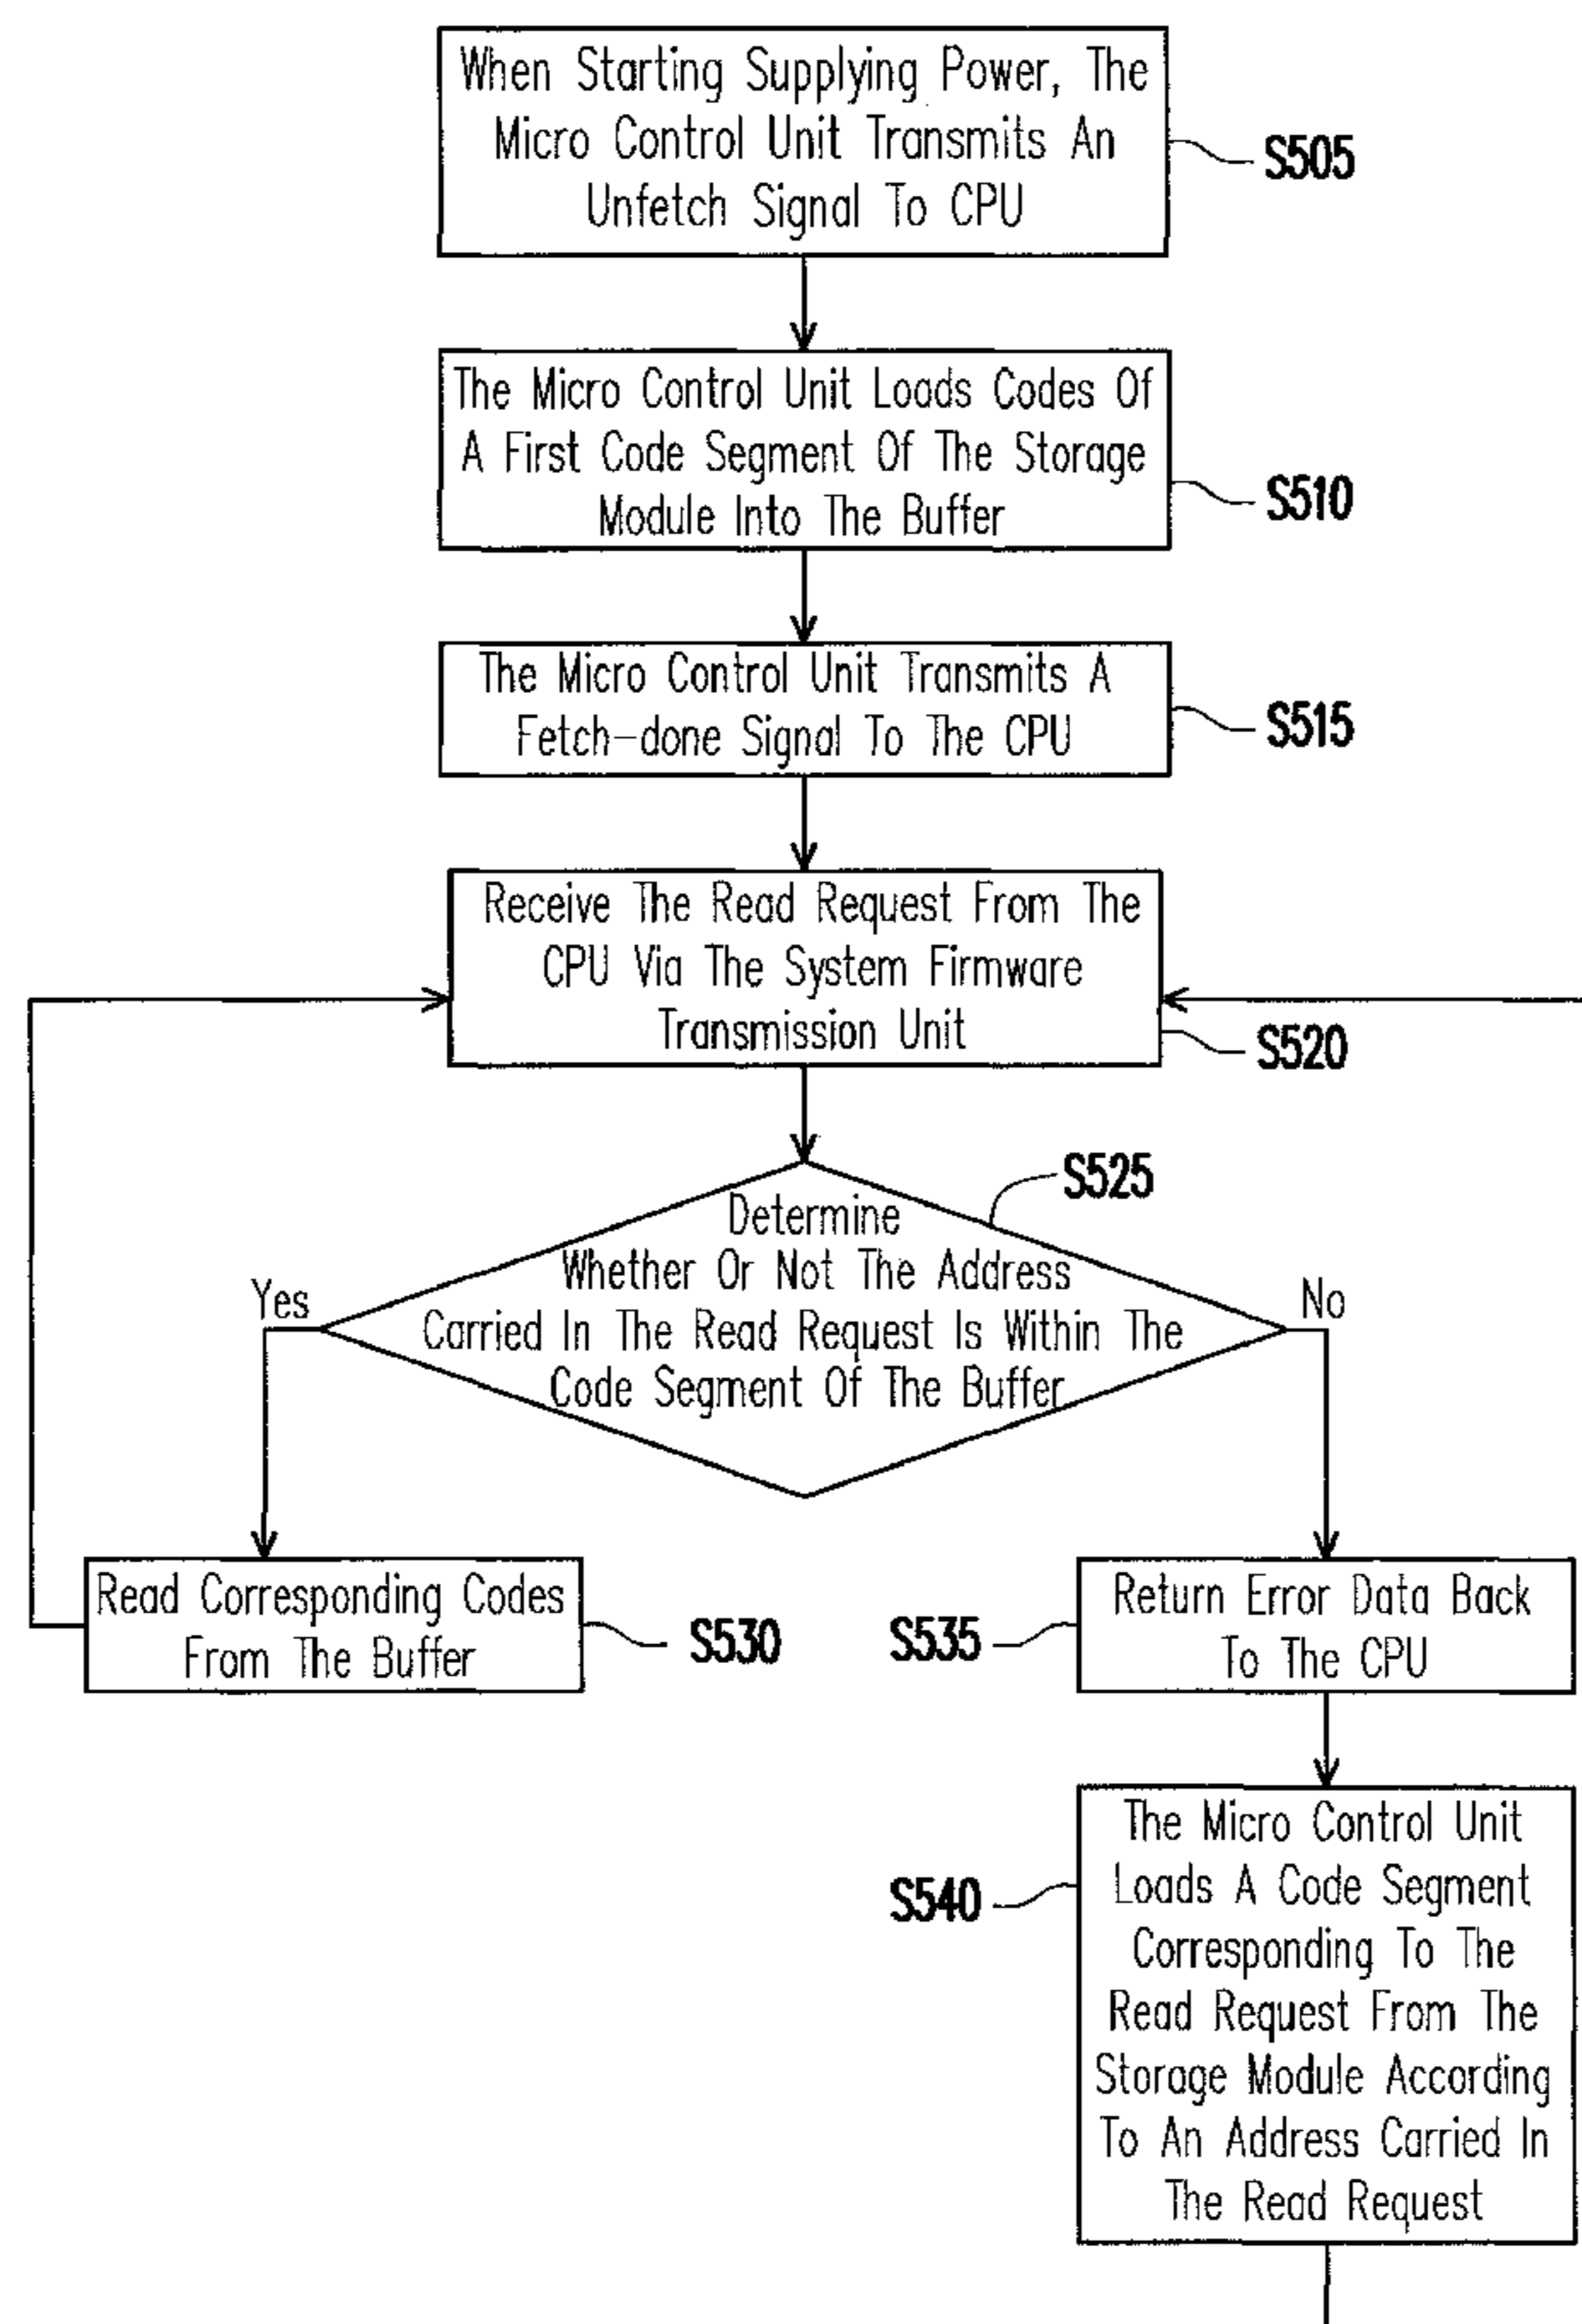 When Starting Supplying Power, The
Micro Control Unit Transmits An
Unfetch Signal To CPU
S505
The Micro Control Unit Loads Codes Of
A First Code Segment Of The Storage
Module Into The Buffer
S510
The Micro Control Unit Transmits A
Fetch-done Signal To The CPU
S515
Receive The Read Request From The
CPU Via The System Firmware
Transmission Unit
S520
S525
Determine
Whether Or Not The Address
Carried In The Read Request Is Within The
Code Segment Of The Buffer
Yes
No
Read Corresponding Codes
From The Buffer
S530
S535
Return Error Data Back
To The CPU
S540
The Micro Control Unit
Loads A Code Segment
Corresponding To The
Read Request From The
Storage Module According
To An Address Carried In
The Read Request